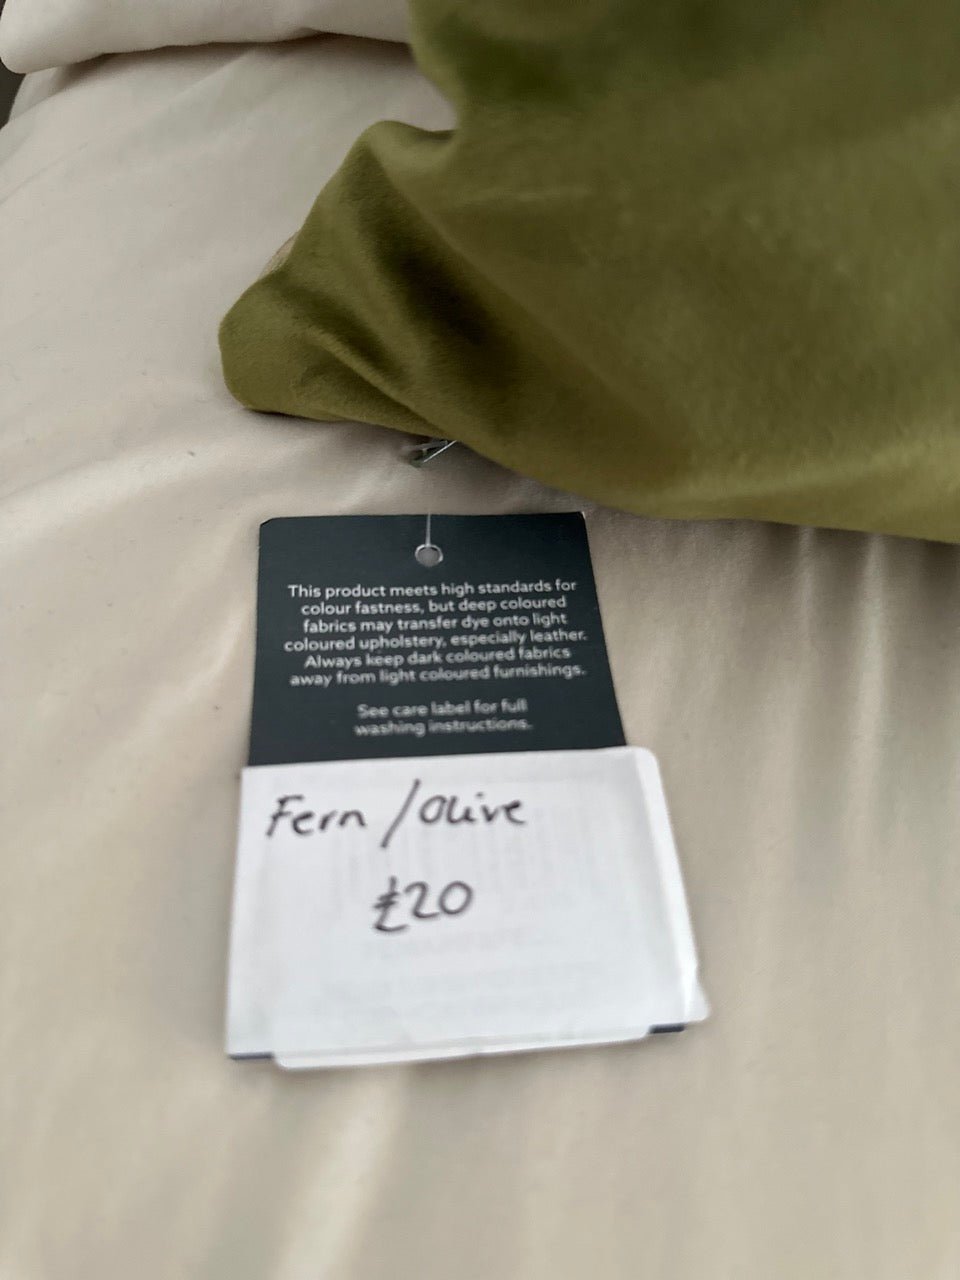 This product meets high standards for
colour fastness, but deep coloured
fabrics may transfer dye onto light
coloured upholstery, especially leather.
Always keep dark coloured fabrics
away from light coloured furnishings.
See care label for full
washing instructions.
Fern / Olive
£20